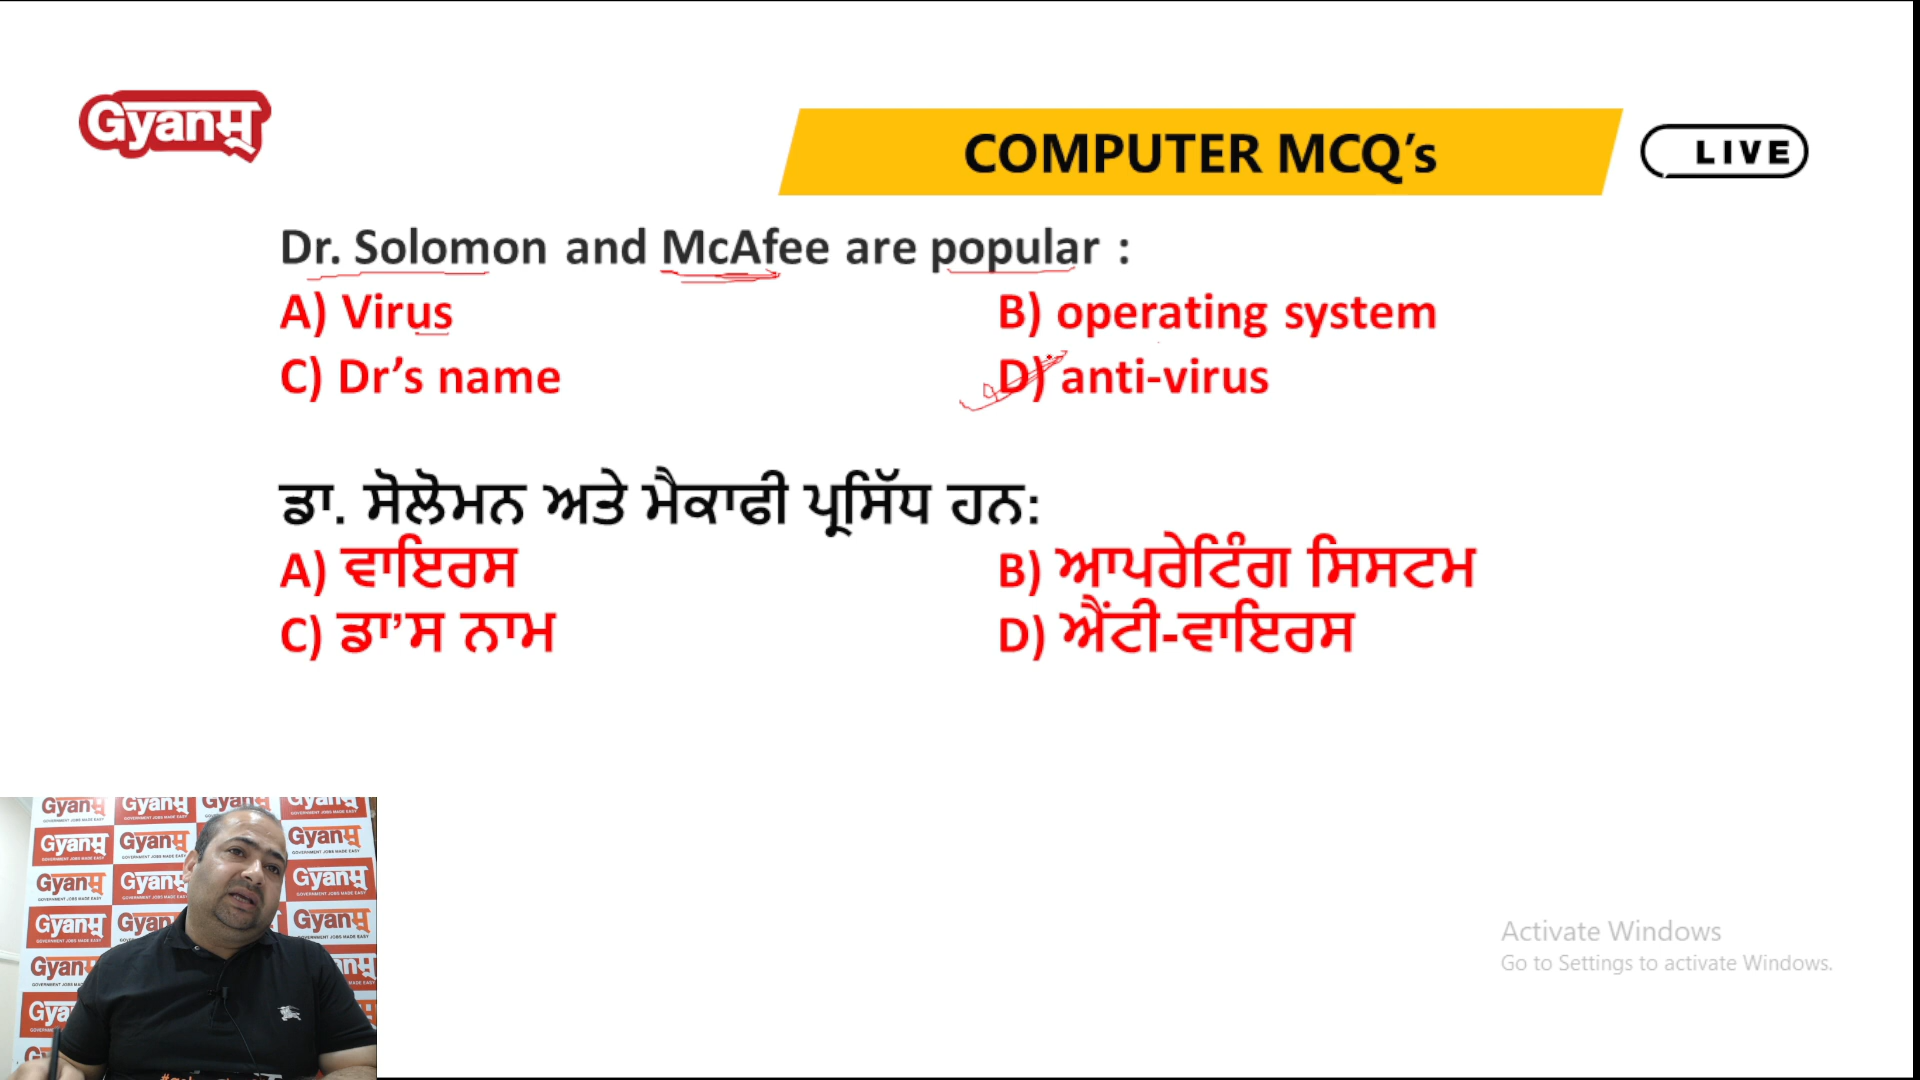 Gyanਸ੍ਰ
COMPUTER MCQ’s
LIVE
Dr. Solomon and McAfee are popular :
A) Virus
B) operating system
C) Dr’s name
D) anti-virus
ਡਾ. ਸੋਲੋਮਨ ਅਤੇ ਮੈਕਾਫੀ ਪ੍ਰਸਿੱਧ ਹਨ:
A) ਵਾਇਰਸ
B) ਆਪਰੇਟਿੰਗ ਸਿਸਟਮ
C) ਡਾ’ਸ ਨਾਮ
D) ਐਂਟੀ-ਵਾਇਰਸ
Activate Windows
Go to Settings to activate Windows.